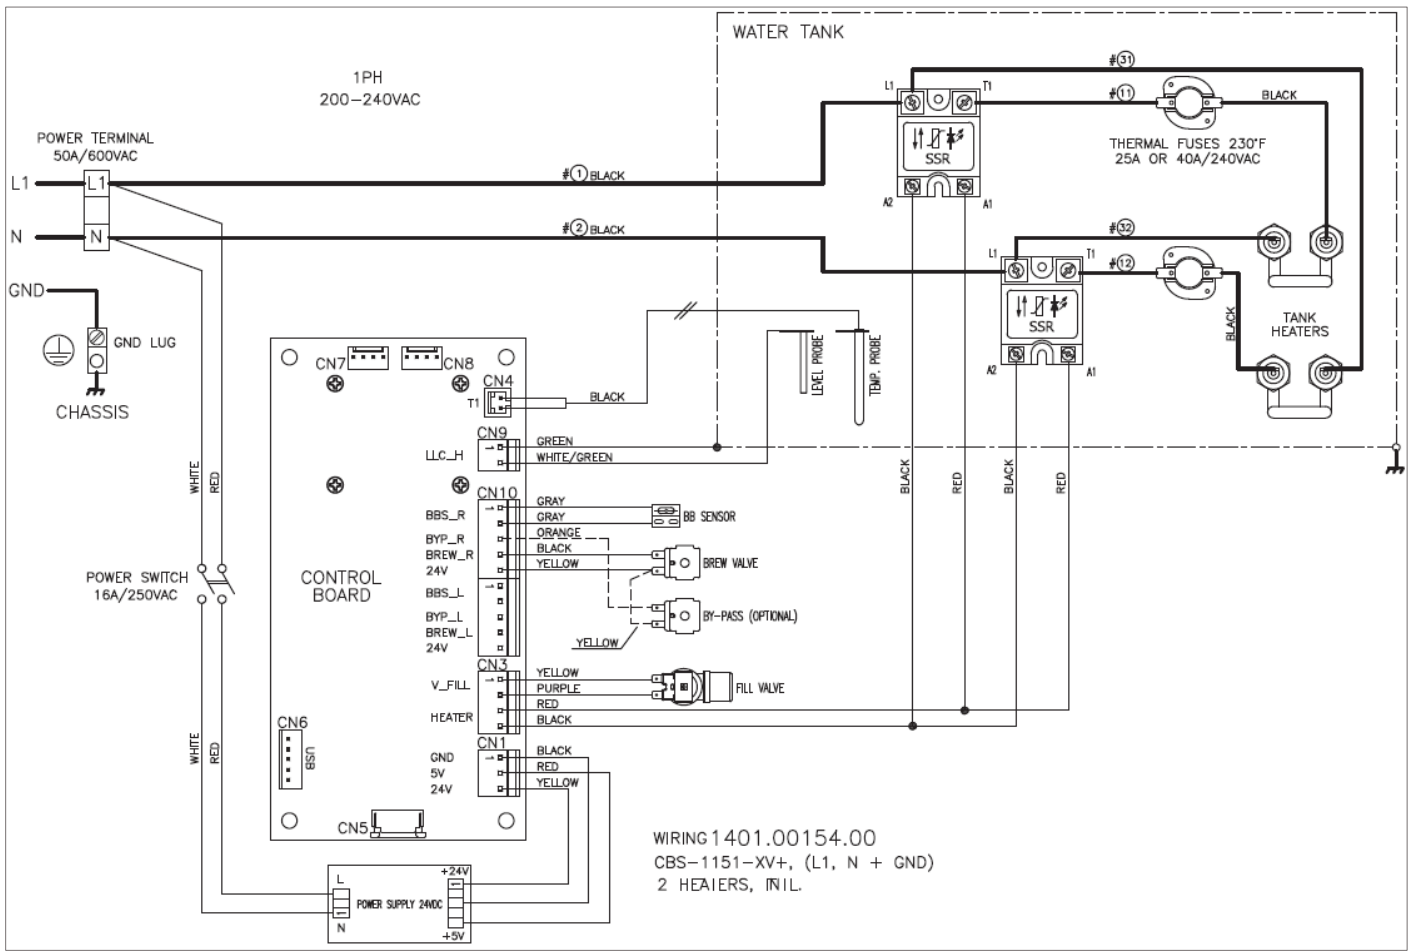 WATER TANK
1PH
200-240VAC
#31
L1
T1
#11
BLACK
POWER TERMINAL
50A/600VAC
THERMAL FUSES 230°F
25A OR 40A/240VAC
SSR
L1
L1
#1 BLACK
A2
A1
N
N
#2 BLACK
#32
L1
T1
#12
GND
GND LUG
CHASSIS
SSR
BLACK
TANK
HEATERS
A2
A1
LEVEL PROBE
TEMP. PROBE
CN7
CN8
CN4
T1
BLACK
CN9
LLC_H
GREEN
WHITE/GREEN
WHITE
RED
BLACK
RED
BLACK
RED
CN10
BBS_R
GRAY
GRAY
BB SENSOR
BYP_R
ORANGE
BREW_R
BLACK
24V
YELLOW
BREW VALVE
POWER SWITCH
16A/250VAC
CONTROL
BOARD
BBS_L
BYP_L
BREW_L
24V
BY-PASS (OPTIONAL)
YELLOW
CN3
V_FILL
YELLOW
PURPLE
FILL VALVE
RED
HEATER
BLACK
CN6
USB
WHITE
RED
CN1
GND
BLACK
5V
RED
24V
YELLOW
CN5
WIRING 1401.00154.00
CBS-1151-XV+, (L1, N + GND)
2 HEAIERS, INIL.
L
+24V
1
POWER SUPPLY 24VDC
1
N
+5V